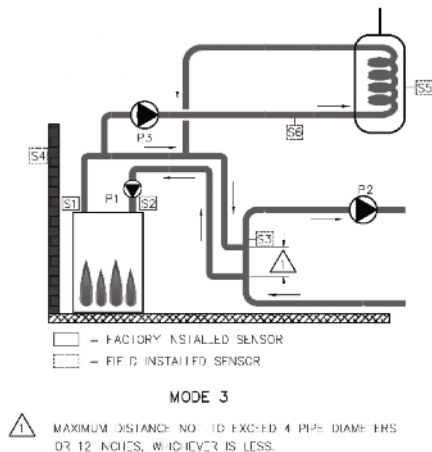 S5
S6
P3
S4
S1
P1
S2
P2
S3
1
– FACTORY INSTALLED SENSOR
– FIELD INSTALLED SENSOR
MODE 3
1 MAXIMUM DISTANCE NOT TO EXCEED 4 PIPE DIAMETERS
OR 12 INCHES, WHICHEVER IS LESS.